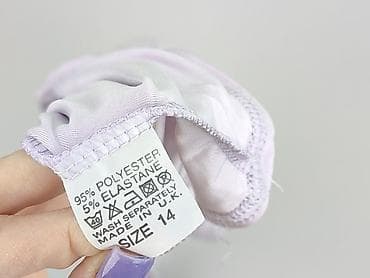 95% POLYESTER
5% ELASTANE
WASH SEPARATELY
MADE IN U.K.
SIZE 14